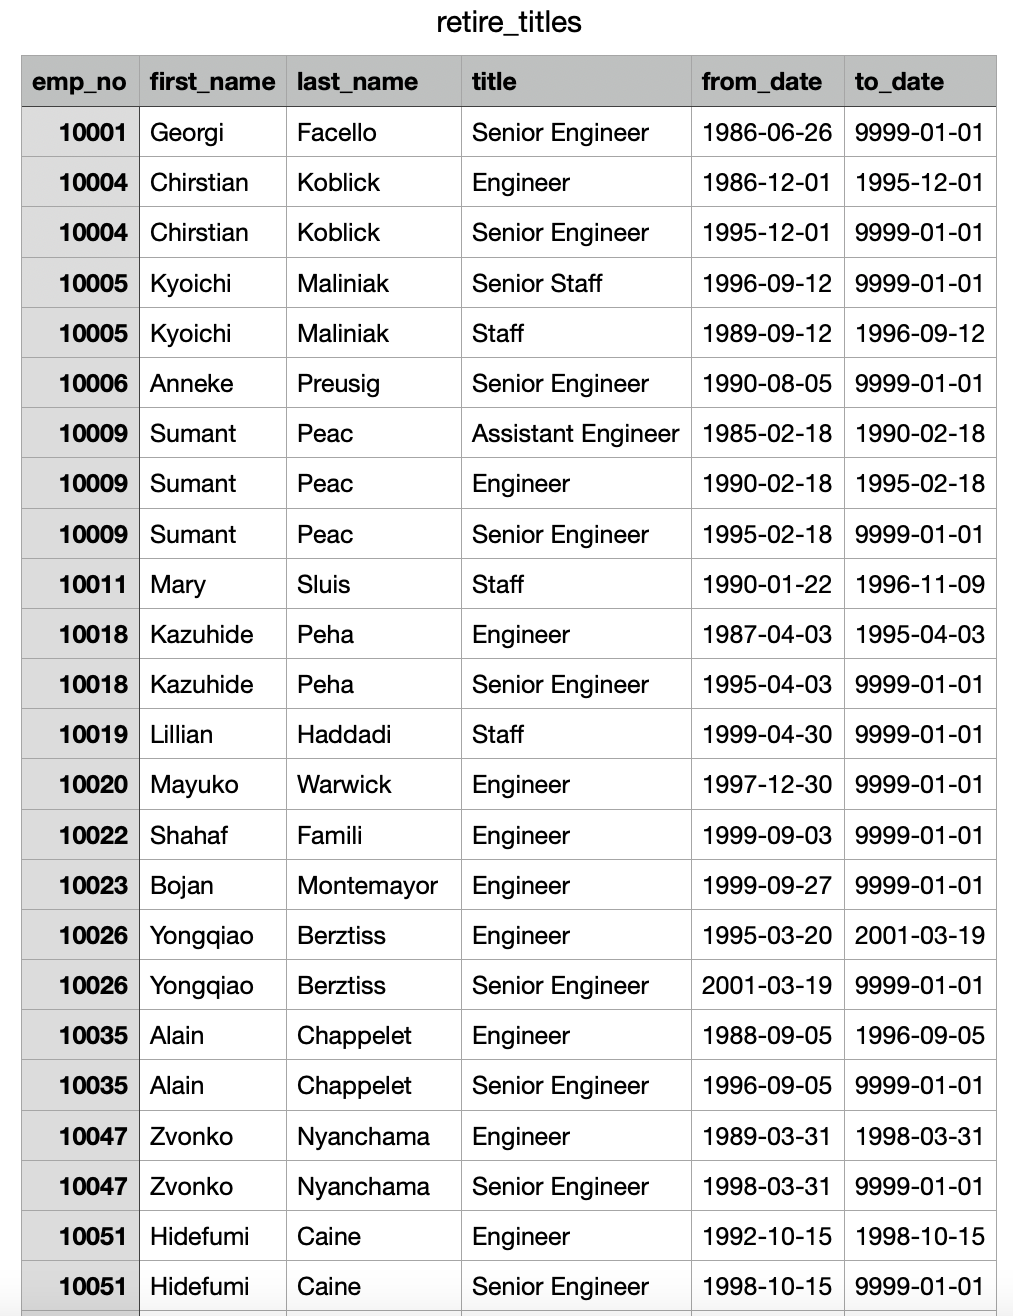 retire_titles
emp_no first_name last_name title from_date to_date
10001 Georgi Facello Senior Engineer 1986-06-26 9999-01-01
10004 Chirstian Koblick Engineer 1986-12-01 1995-12-01
10004 Chirstian Koblick Senior Engineer 1995-12-01 9999-01-01
10005 Kyoichi Maliniak Senior Staff 1996-09-12 9999-01-01
10005 Kyoichi Maliniak Staff 1989-09-12 1996-09-12
10006 Anneke Preusig Senior Engineer 1990-08-05 9999-01-01
10009 Sumant Peac Assistant Engineer 1985-02-18 1990-02-18
10009 Sumant Peac Engineer 1990-02-18 1995-02-18
10009 Sumant Peac Senior Engineer 1995-02-18 9999-01-01
10011 Mary Sluis Staff 1990-01-22 1996-11-09
10018 Kazuhide Peha Engineer 1987-04-03 1995-04-03
10018 Kazuhide Peha Senior Engineer 1995-04-03 9999-01-01
10019 Lillian Haddadi Staff 1999-04-30 9999-01-01
10020 Mayuko Warwick Engineer 1997-12-30 9999-01-01
10022 Shahaf Famili Engineer 1999-09-03 9999-01-01
10023 Bojan Montemayor Engineer 1999-09-27 9999-01-01
10026 Yongqiao Berztiss Engineer 1995-03-20 2001-03-19
10026 Yongqiao Berztiss Senior Engineer 2001-03-19 9999-01-01
10035 Alain Chappelet Engineer 1988-09-05 1996-09-05
10035 Alain Chappelet Senior Engineer 1996-09-05 9999-01-01
10047 Zvonko Nyanchama Engineer 1989-03-31 1998-03-31
10047 Zvonko Nyanchama Senior Engineer 1998-03-31 9999-01-01
10051 Hidefumi Caine Engineer 1992-10-15 1998-10-15
10051 Hidefumi Caine Senior Engineer 1998-10-15 9999-01-01